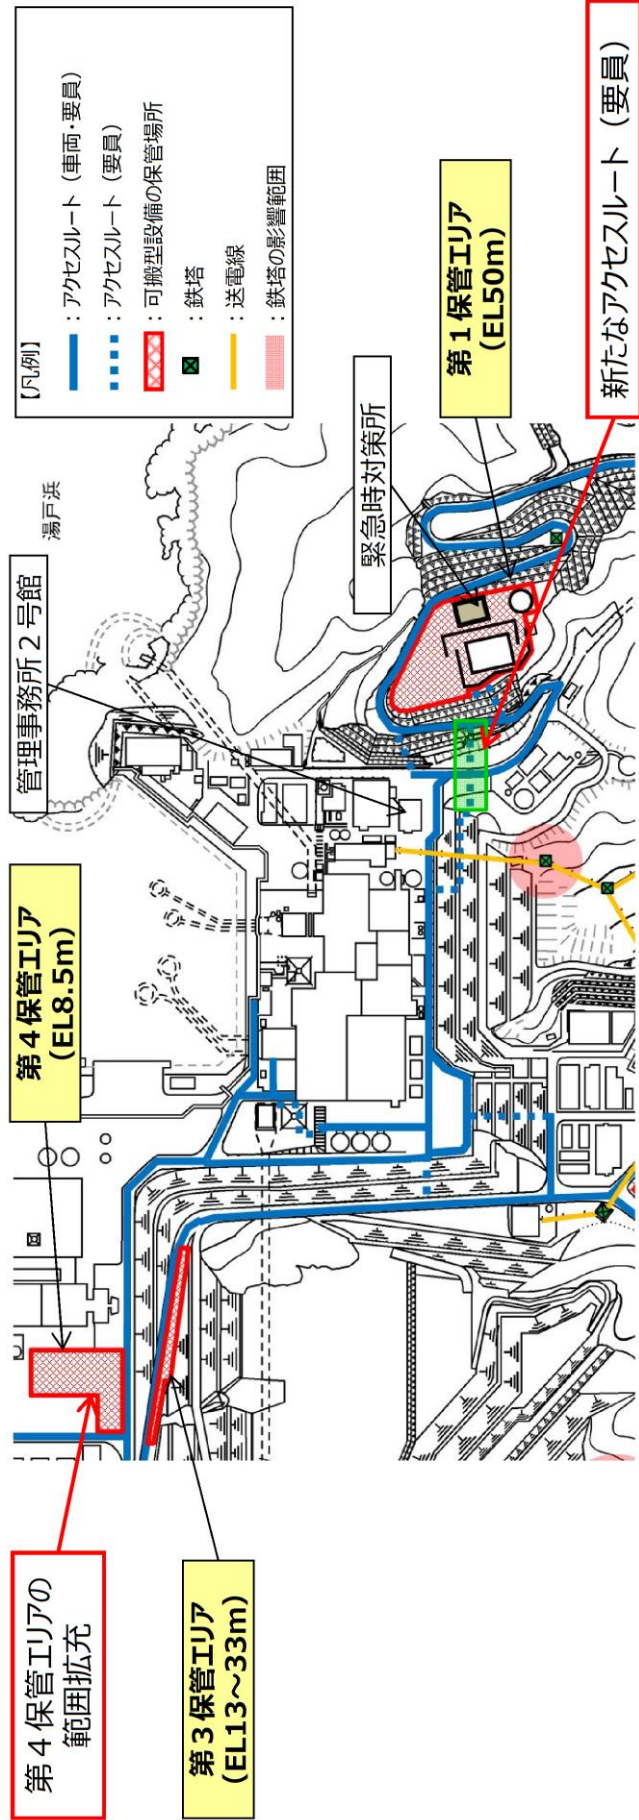 第４保管エリアの
範囲拡充
第３保管エリア
(EL13～33m)
第４保管エリア
(EL8.5m)
管理事務所２号館
湯戸浜
緊急時対策所
第１保管エリア
(EL50m)
新たなアクセスルート（要員）
【凡例】
：アクセスルート（車両・要員）
：アクセスルート（要員）
：可搬型設備の保管場所
：鉄塔
：送電線
：鉄塔の影響範囲